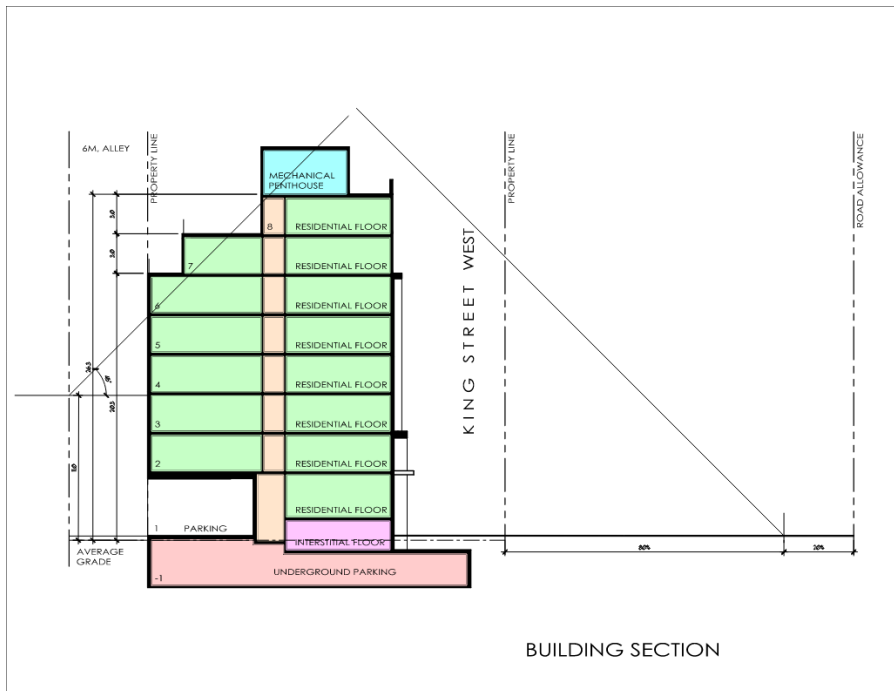 6M. ALLEY
PROPERTY LINE
PROPERTY LINE
ROAD ALLOWANCE
MECHANICAL
PENTHOUSE
8
RESIDENTIAL FLOOR
7
RESIDENTIAL FLOOR
6
RESIDENTIAL FLOOR
5
RESIDENTIAL FLOOR
4
RESIDENTIAL FLOOR
3
RESIDENTIAL FLOOR
2
RESIDENTIAL FLOOR
RESIDENTIAL FLOOR
1
PARKING
INTERSTITIAL FLOOR
-1
UNDERGROUND PARKING
AVERAGE
GRADE
KING STREET WEST
80%
20%
BUILDING SECTION